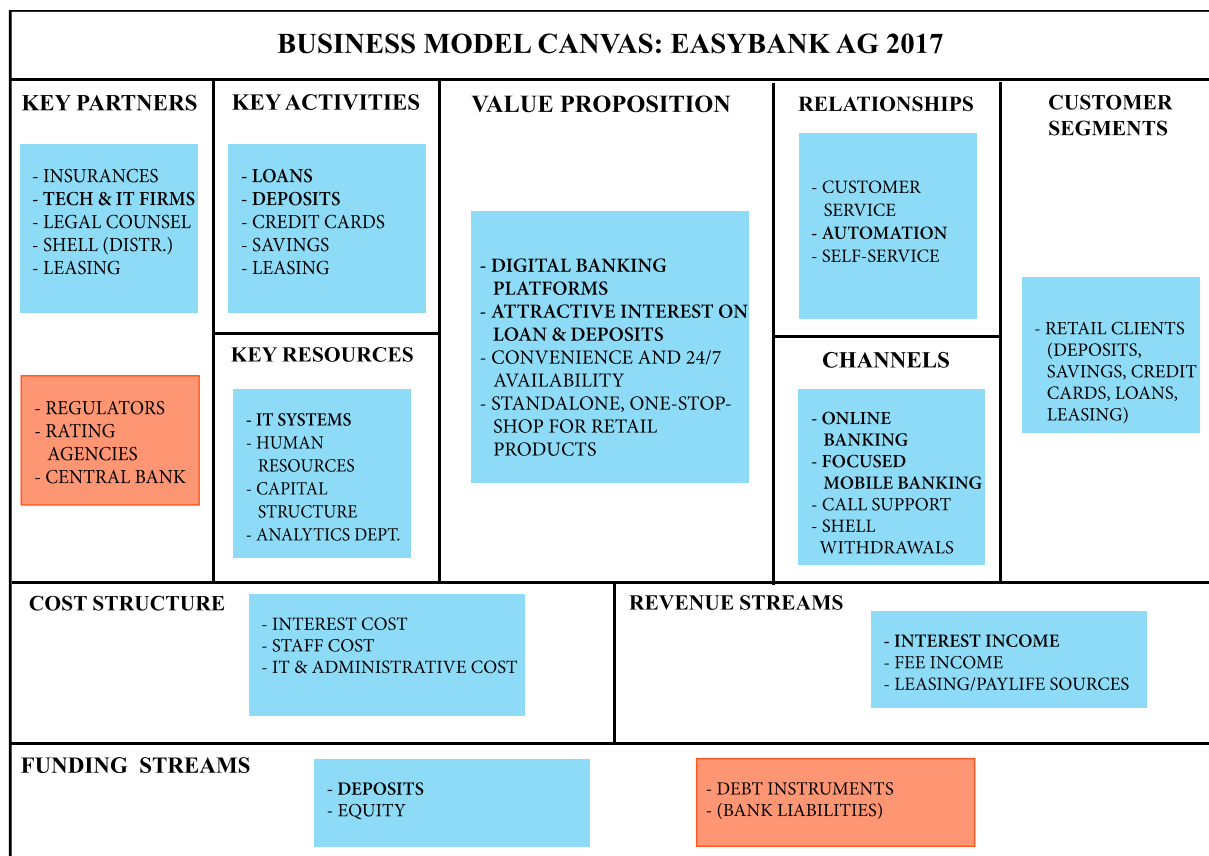 BUSINESS MODEL CANVAS: EASYBANK AG 2017
KEY PARTNERS
- INSURANCES
- TECH & IT FIRMS
- LEGAL COUNSEL
- SHELL (DISTR.)
- LEASING
- REGULATORS
- RATING
AGENCIES
- CENTRAL BANK
KEY ACTIVITIES
- LOANS
- DEPOSITS
- CREDIT CARDS
- SAVINGS
- LEASING
KEY RESOURCES
- IT SYSTEMS
- HUMAN
RESOURCES
- CAPITAL
STRUCTURE
- ANALYTICS DEPT.
VALUE PROPOSITION
- DIGITAL BANKING
PLATFORMS
- ATTRACTIVE INTEREST ON
LOAN & DEPOSITS
- CONVENIENCE AND 24/7
AVAILABILITY
- STANDALONE, ONE-STOP-
SHOP FOR RETAIL
PRODUCTS
RELATIONSHIPS
- CUSTOMER
SERVICE
- AUTOMATION
- SELF-SERVICE
CHANNELS
- ONLINE
BANKING
- FOCUSED
MOBILE BANKING
- CALL SUPPORT
- SHELL
WITHDRAWALS
CUSTOMER
SEGMENTS
- RETAIL CLIENTS
(DEPOSITS,
SAVINGS, CREDIT
CARDS, LOANS,
LEASING)
COST STRUCTURE
- INTEREST COST
- STAFF COST
- IT & ADMINISTRATIVE COST
REVENUE STREAMS
- INTEREST INCOME
- FEE INCOME
- LEASING/PAYLIFE SOURCES
FUNDING STREAMS
- DEPOSITS
- EQUITY
- DEBT INSTRUMENTS
- (BANK LIABILITIES)